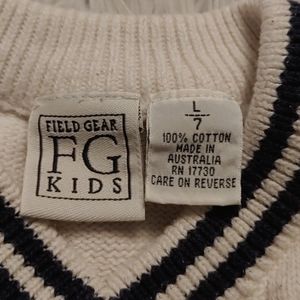 FIELD GEAR
FG
KIDS
L
7
100% COTTON
MADE IN
AUSTRALIA
RN 17730
CARE ON REVERSE